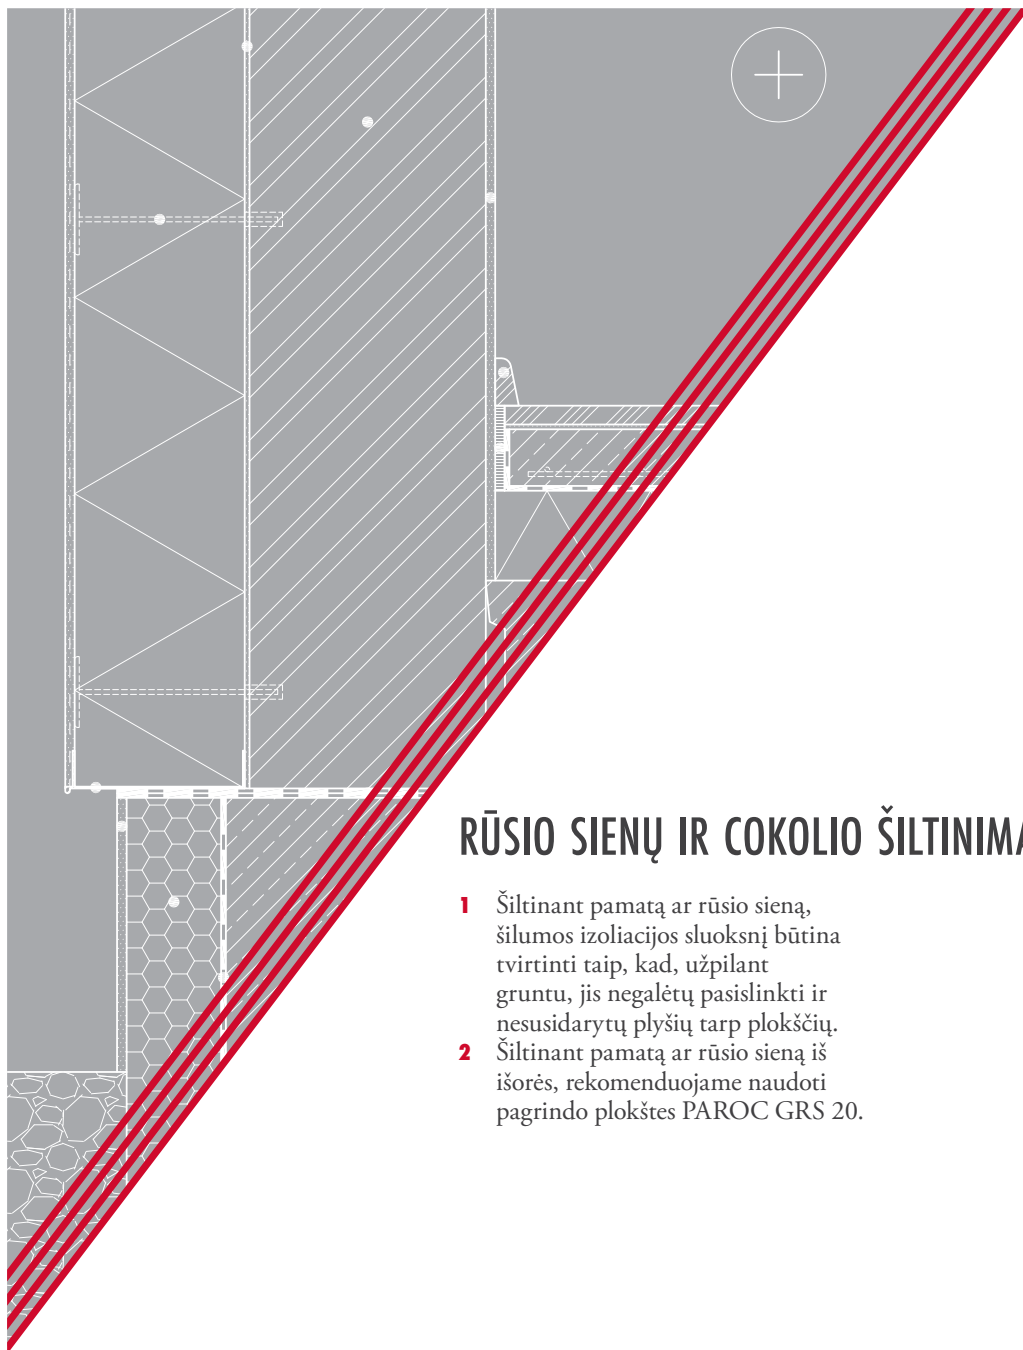 RŪSIO SIENŲ IR COKOLIO ŠILTINIMA
1 Šiltinant pamatą ar rūsio sieną,
šilumos izoliacijos sluoksnį būtina
tvirtinti taip, kad, užpilant
gruntu, jis negalėtų pasislinkti ir
nesusidarytų plyšių tarp plokščių.
2 Šiltinant pamatą ar rūsio sieną iš
išorės, rekomenduojame naudoti
pagrindo plokštes PAROC GRS 20.